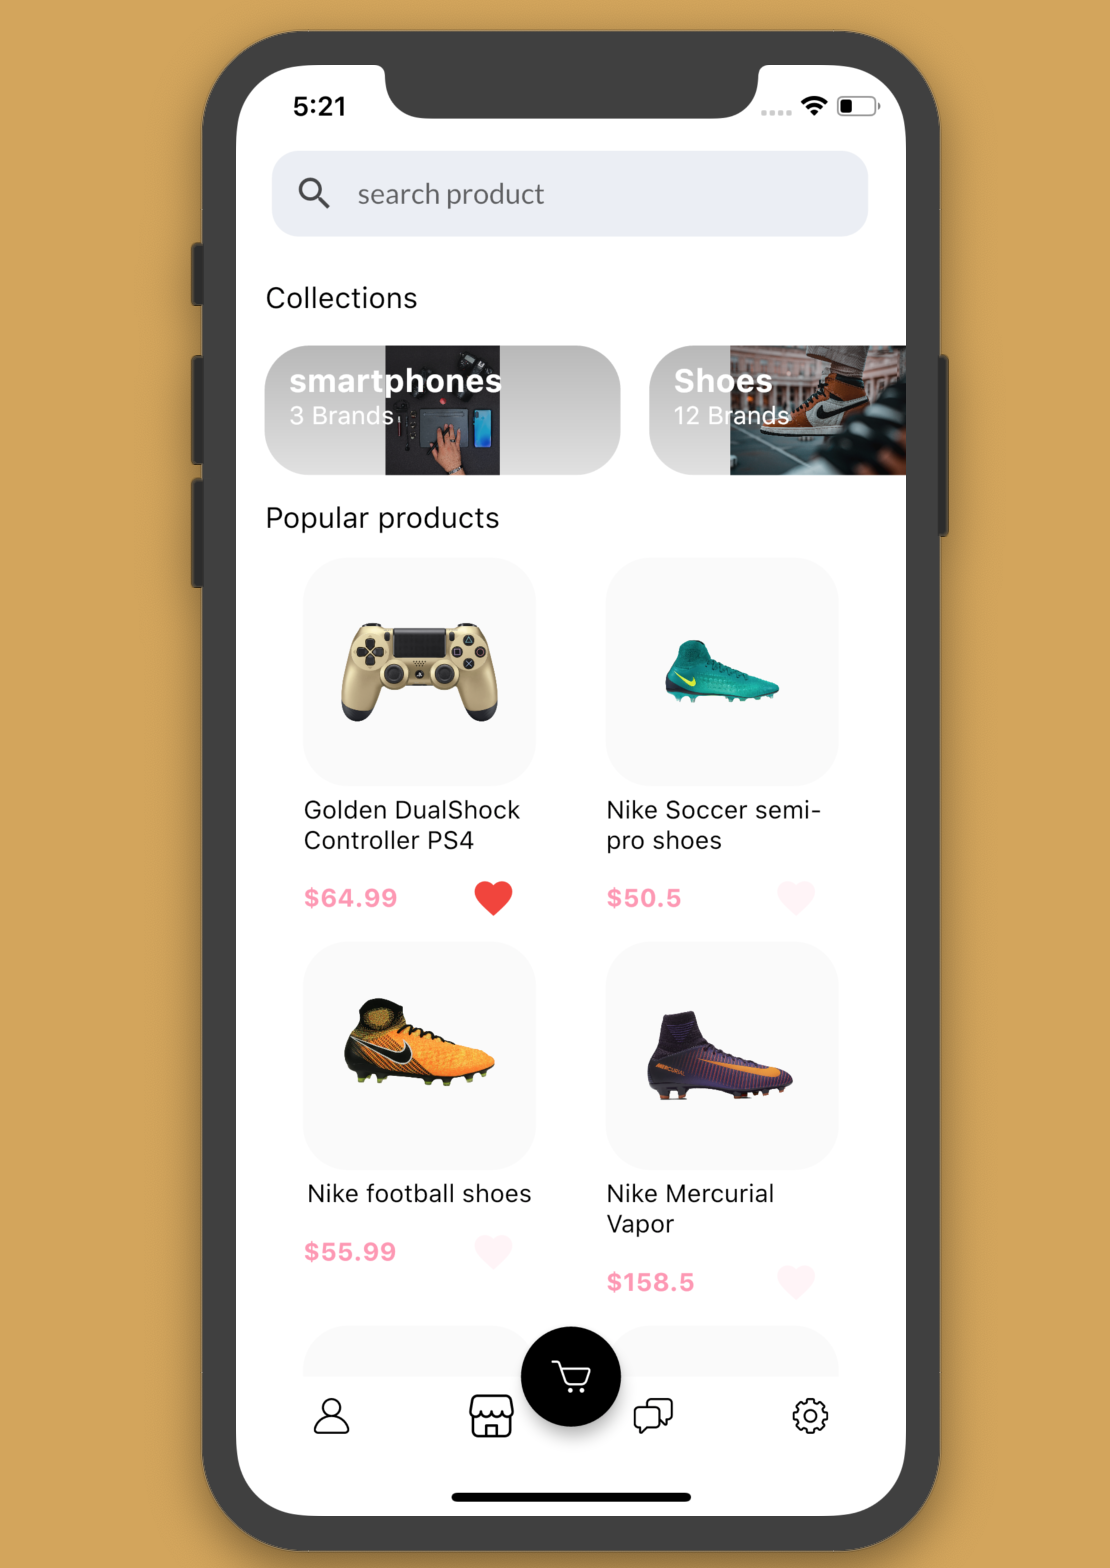 5:21
search product
Collections
smartphones
3 Brands
Shoes
12 Brands
Popular products
Golden DualShock
Controller PS4
$64.99
Nike Soccer semi-
pro shoes
$50.5
MERCURIAL
Nike football shoes
$55.99
Nike Mercurial
Vapor
$158.5